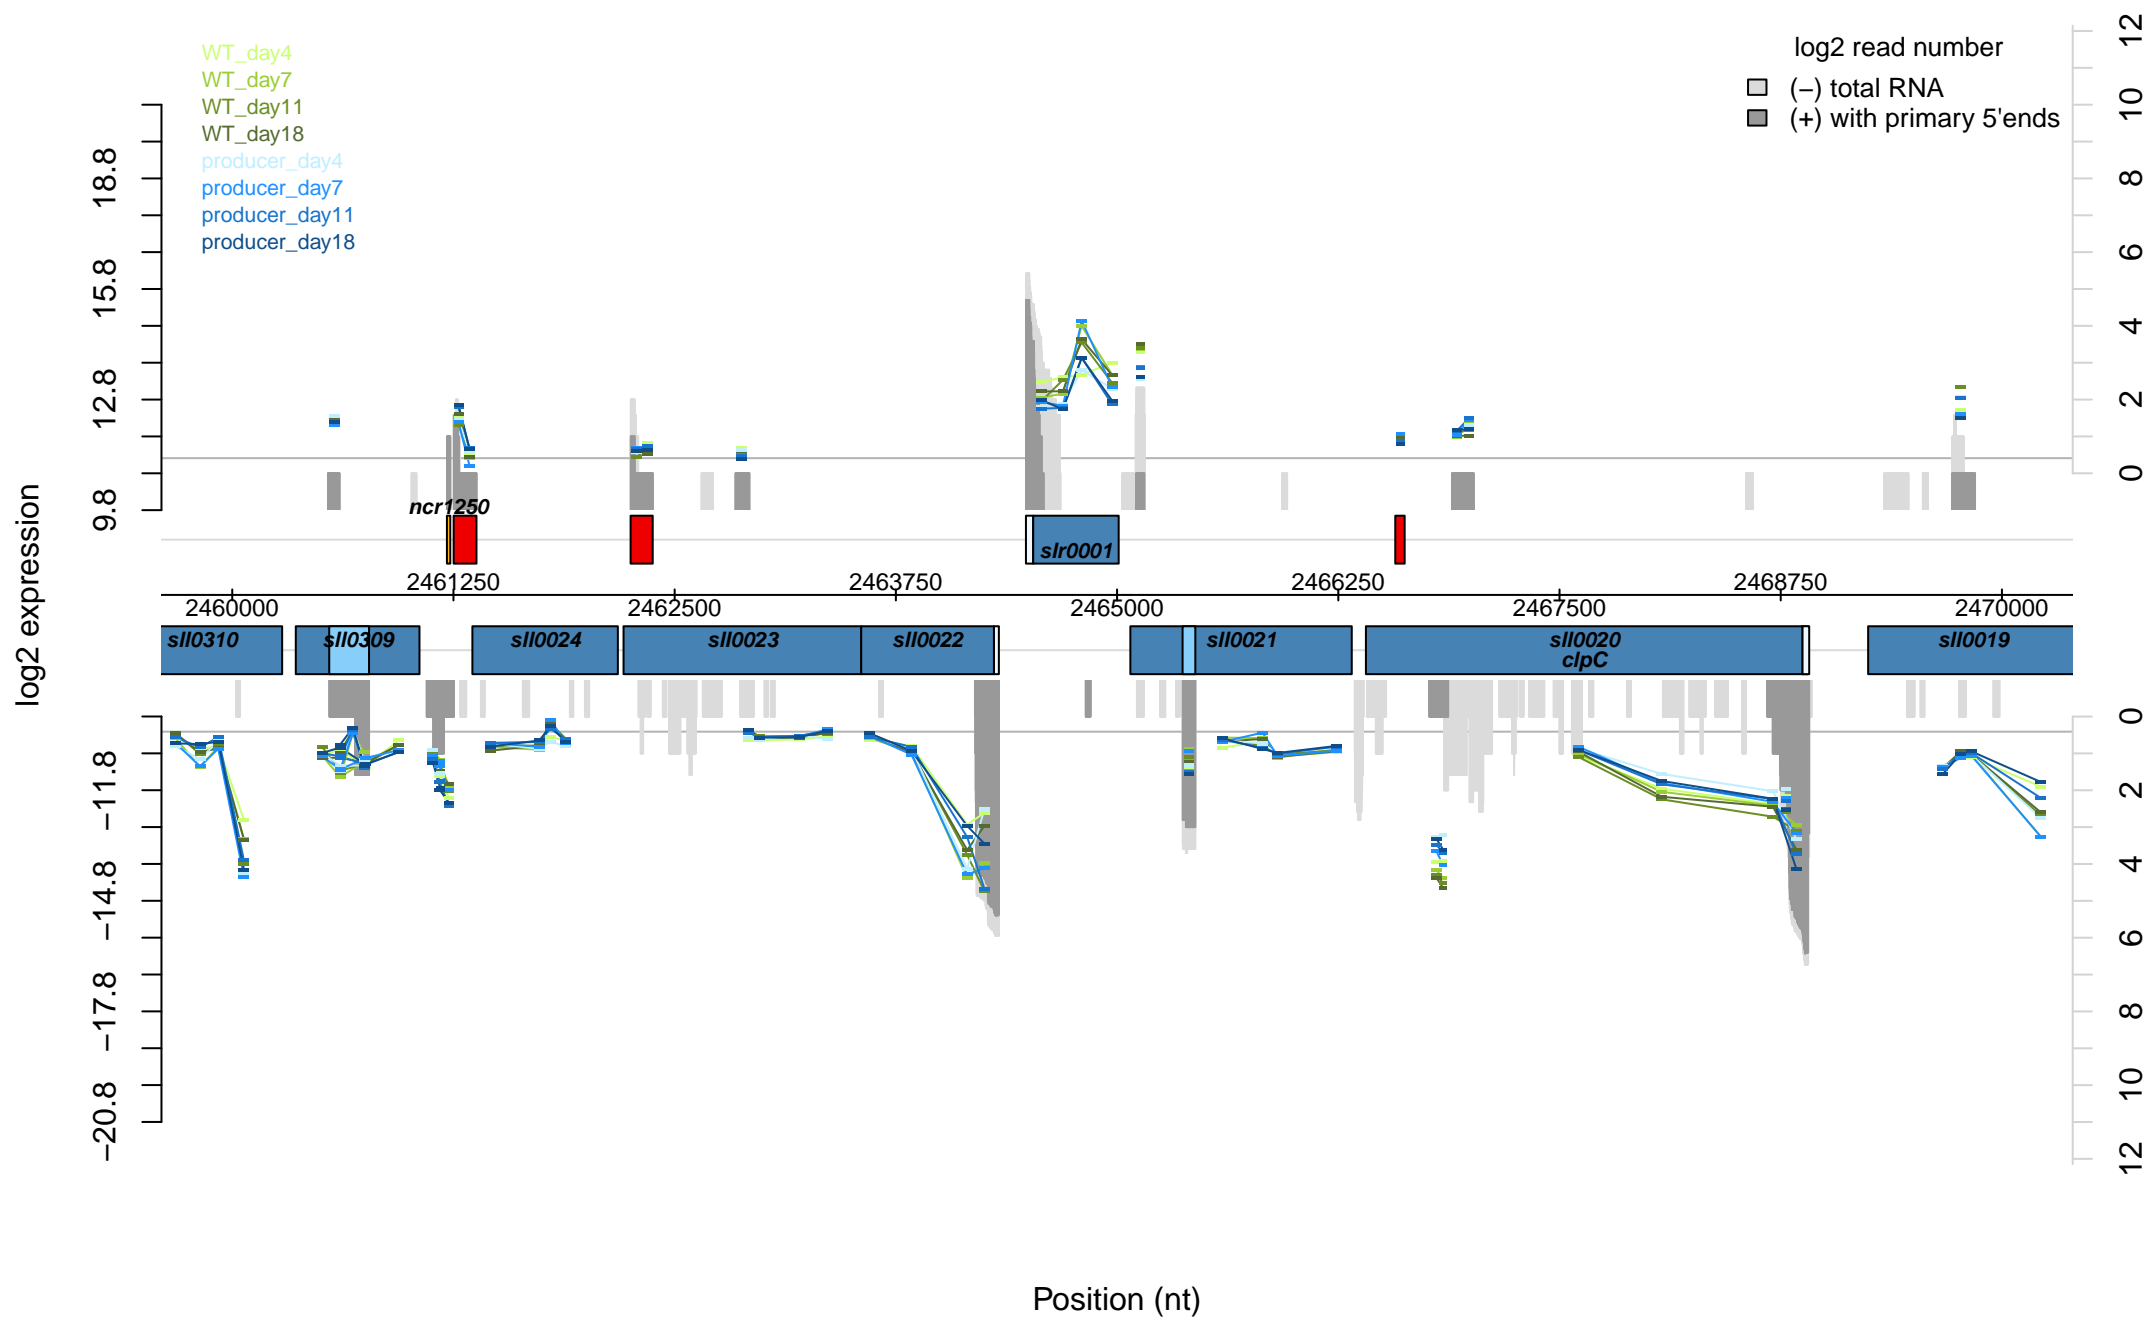 WT_day4
WT_day7
WT_day11
WT_day18
producer_day4
producer_day7
producer_day11
producer_day18
log2 read number
(−) total RNA
(+) with primary 5'ends
18.8
15.8
12.8
9.8
12
10
8
6
4
2
0
log2 expression
ncr1250
slr0001
2461250
2463750
2466250
2468750
2460000
2462500
2465000
2467500
2470000
sll0310
sll0309
sll0024
sll0023
sll0022
sll0021
sll0020
clpC
sll0019
−11.8
−14.8
−17.8
−20.8
0
2
4
6
8
10
12
Position (nt)